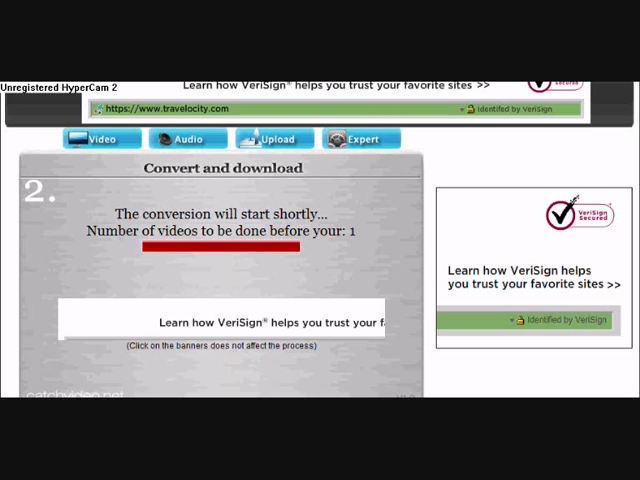 Unregistered HyperCam 2
Learn how VeriSign® helps you trust your favorite sites >>
https://www.travelocity.com
Identified by VeriSign
Video
Audio
Upload
Expert
Convert and download
2.
The conversion will start shortly...
Number of videos to be done before your: 1
VeriSign
Secured
Learn how VeriSign helps
you trust your favorite sites >>
Identified by VeriSign
Learn how VeriSign® helps you trust your f
(Click on the banners does not affect the process)
catchvideo.net